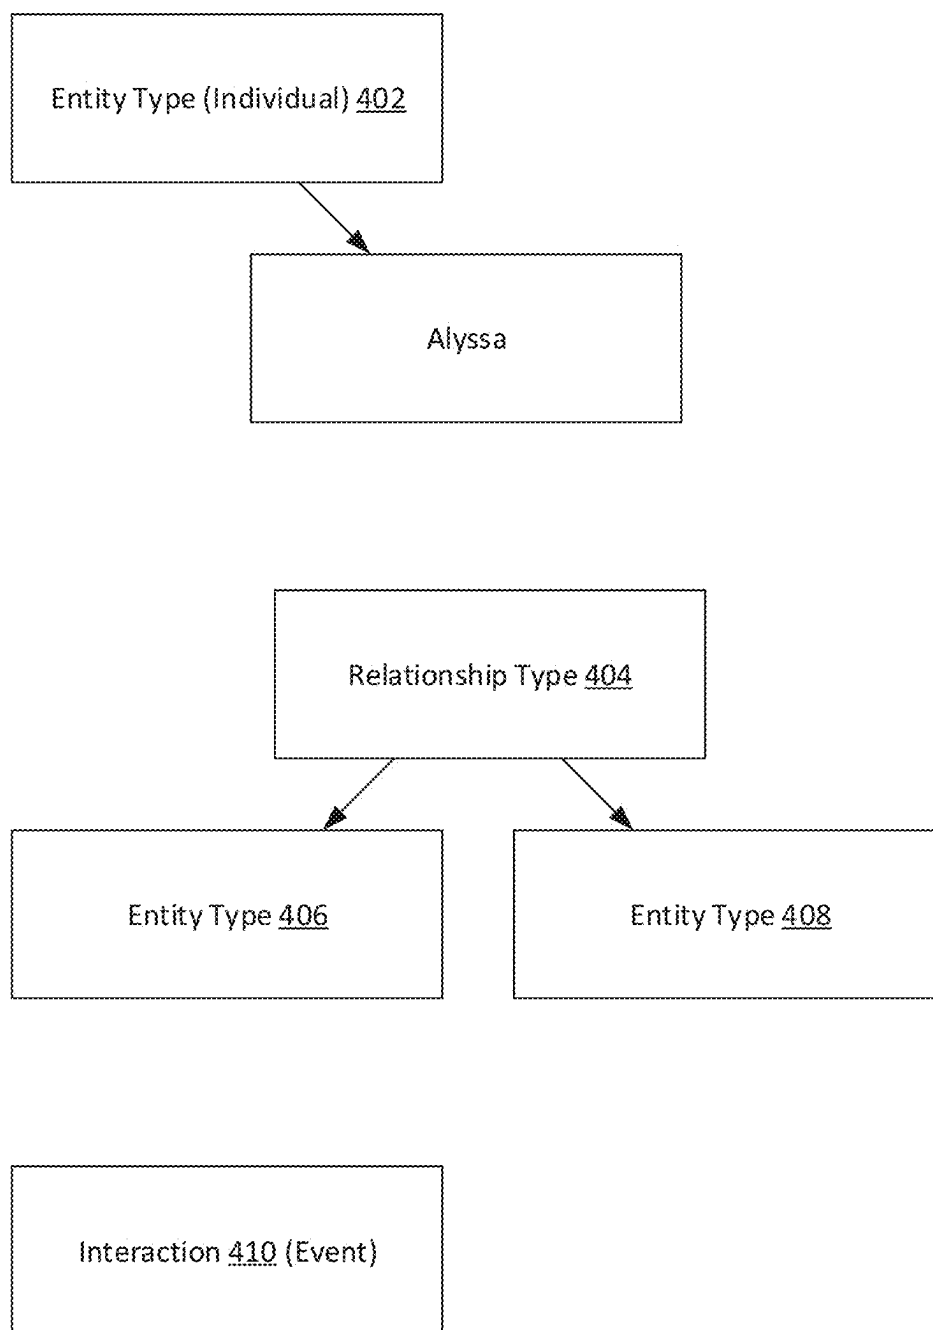 Entity Type (Individual) 402
Alyssa
Relationship Type 404
Entity Type 406
Entity Type 408
Interaction 410 (Event)